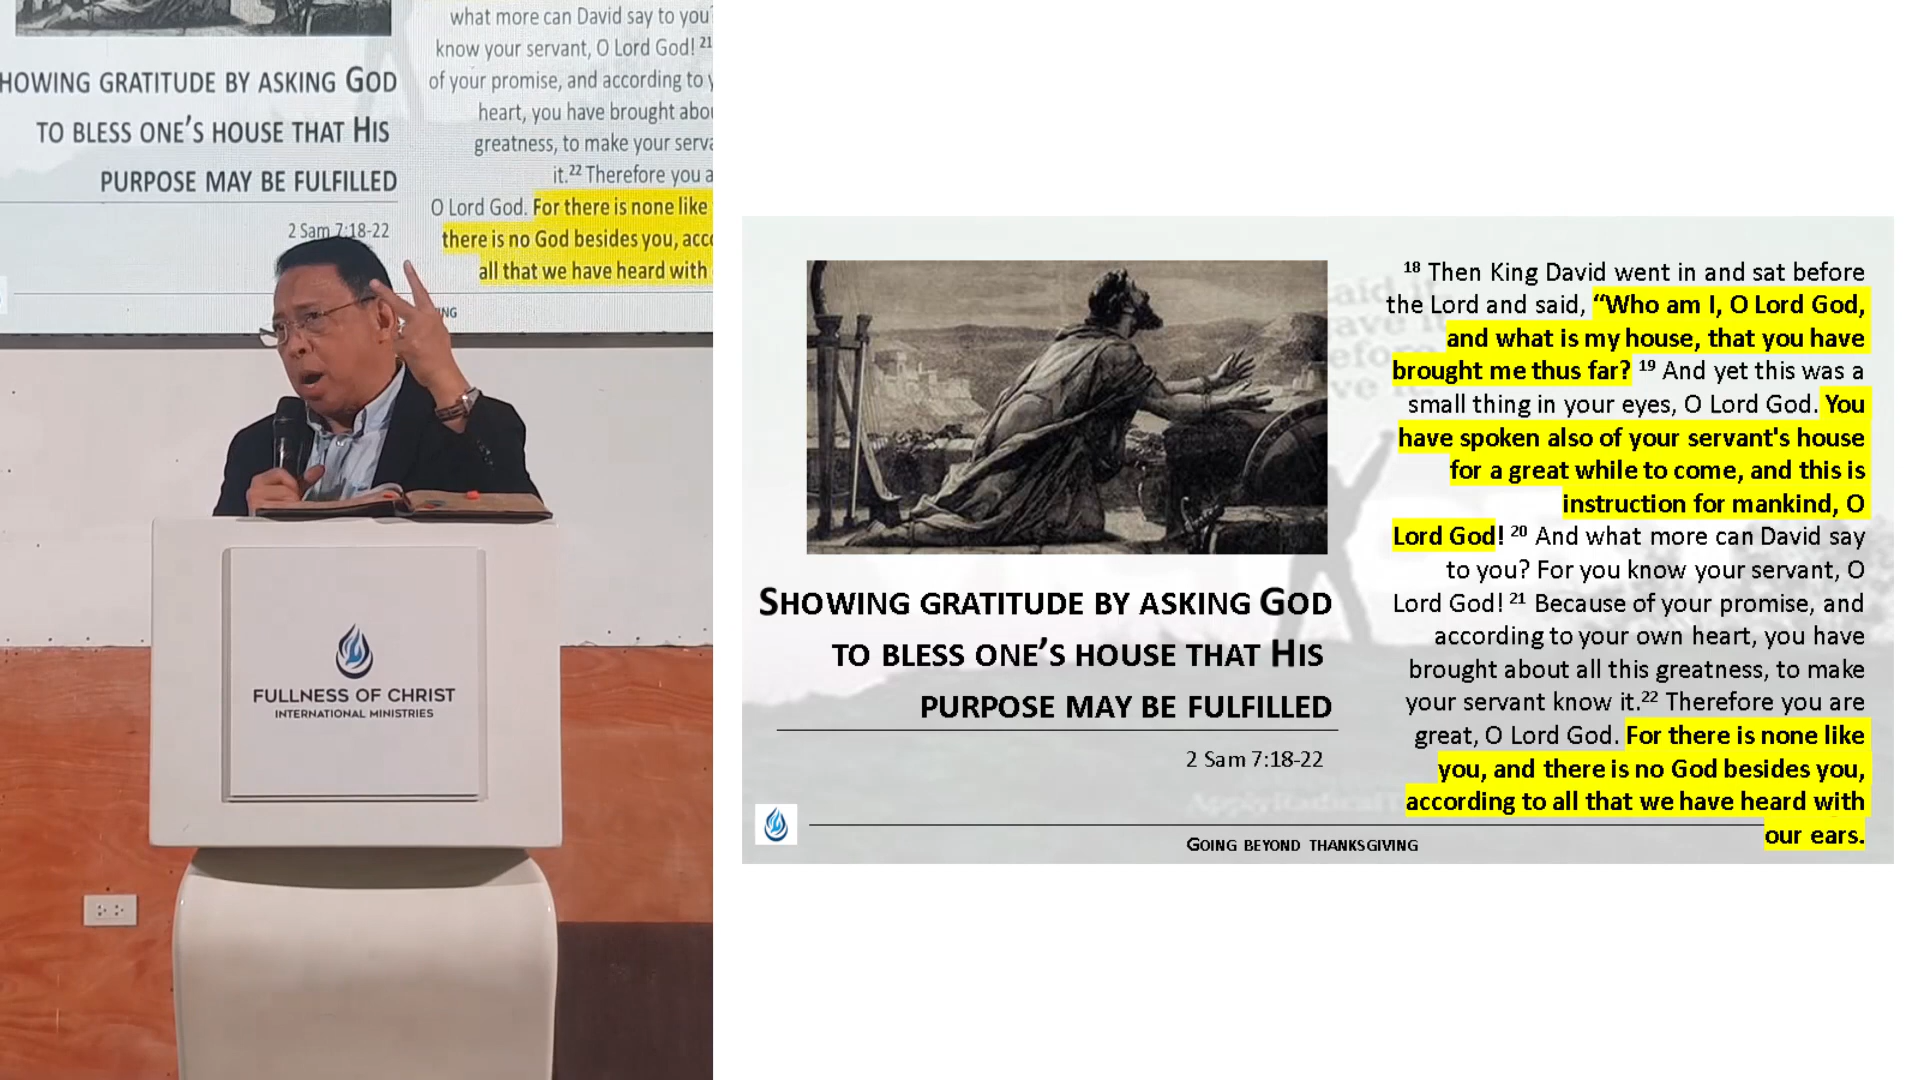 what more can David say to you?
know your servant, O Lord God! 21
HOWING GRATITUDE BY ASKING GOD
TO BLESS ONE'S HOUSE THAT HIS
PURPOSE MAY BE FULFILLED
2 Sam 7:18-22
of your promise, and according to
heart, you have brought
greatness, to make your
it.22 Therefore you
O Lord God. For there is none like
there is no God besides you,
all that we have heard with
FULLNESS OF CHRIST
INTERNATIONAL MINISTRIES
SHOWING GRATITUDE BY ASKING GOD
TO BLESS ONE'S HOUSE THAT HIS
PURPOSE MAY BE FULFILLED
2 Sam 7:18-22
18 Then King David went in and sat before
the Lord and said, “Who am I, O Lord God,
and what is my house, that you have
brought me thus far? 19 And yet this was a
small thing in your eyes, O Lord God. You
have spoken also of your servant's house
for a great while to come, and this is
instruction for mankind, O
Lord God! 20 And what more can David say
to you? For you know your servant, O
Lord God! 21 Because of your promise, and
according to your own heart, you have
brought about all this greatness, to make
your servant know it.22 Therefore you are
great, O Lord God. For there is none like
you, and there is no God besides you,
according to all that we have heard with
our ears.
GOING BEYOND THANKSGIVING